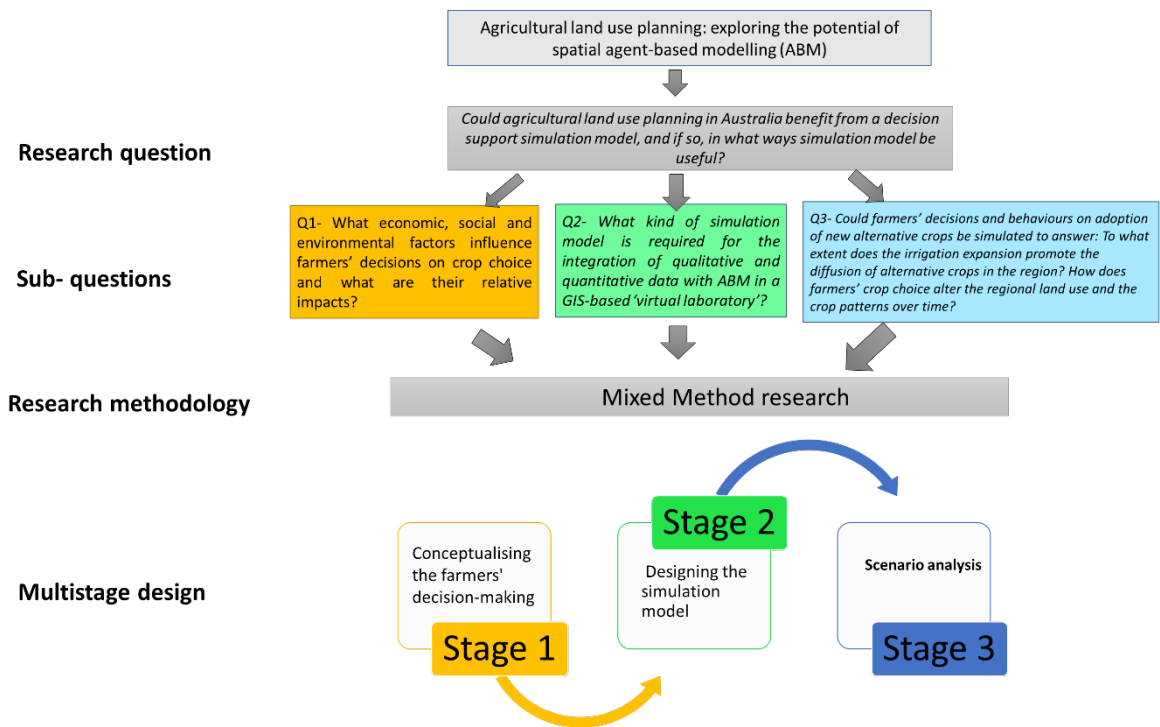 Agricultural land use planning: exploring the potential of
spatial agent-based modelling (ABM)
Research question
Could agricultural land use planning in Australia benefit from a decision
support simulation model, and if so, in what ways simulation model be
useful?
Sub- questions
Q1- What economic, social and
environmental factors influence
farmers' decisions on crop choice
and what are their relative
impacts?
Q2- What kind of simulation
model is required for the
integration of qualitative and
quantitative data with ABM in a
GIS-based 'virtual laboratory'?
Q3- Could farmers' decisions and behaviours on adoption
of new alternative crops be simulated to answer: To what
extent does the irrigation expansion promote the
diffusion of alternative crops in the region? How does
farmers' crop choice alter the regional land use and the
crop patterns over time?
Research methodology
Mixed Method research
Multistage design
Conceptualising
the farmers'
decision-making
Stage 1
Stage 2
Designing the
simulation
model
Scenario analysis
Stage 3